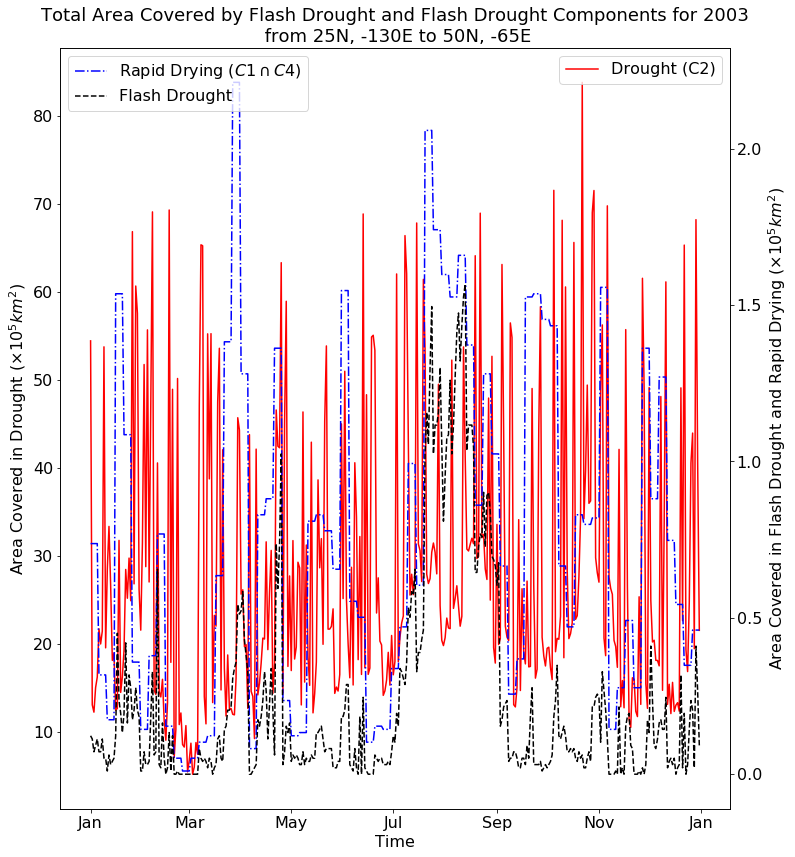 Total Area Covered by Flash Drought and Flash Drought Components for 2003
from 25N, -130E to 50N, -65E
Rapid Drying (C1 ∩ C4)
Flash Drought
Drought (C2)
Area Covered in Drought (×10⁵km²)
80
70
60
50
40
30
20
10
2.0
1.5
1.0
0.5
0.0
Area Covered in Flash Drought and Rapid Drying (×10⁵km²)
Jan
Mar
May
Jul
Sep
Nov
Jan
Time